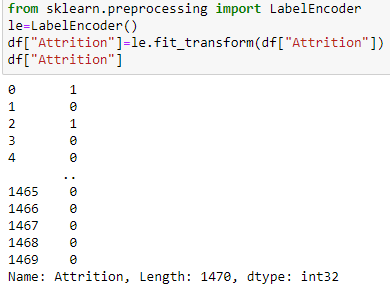 from sklearn.preprocessing import LabelEncoder
le=LabelEncoder()
df["Attrition"]=le.fit_transform(df["Attrition"])
df["Attrition"]
0       1
1       0
2       1
3       0
4       0
       ..
1465    0
1466    0
1467    0
1468    0
1469    0
Name: Attrition, Length: 1470, dtype: int32